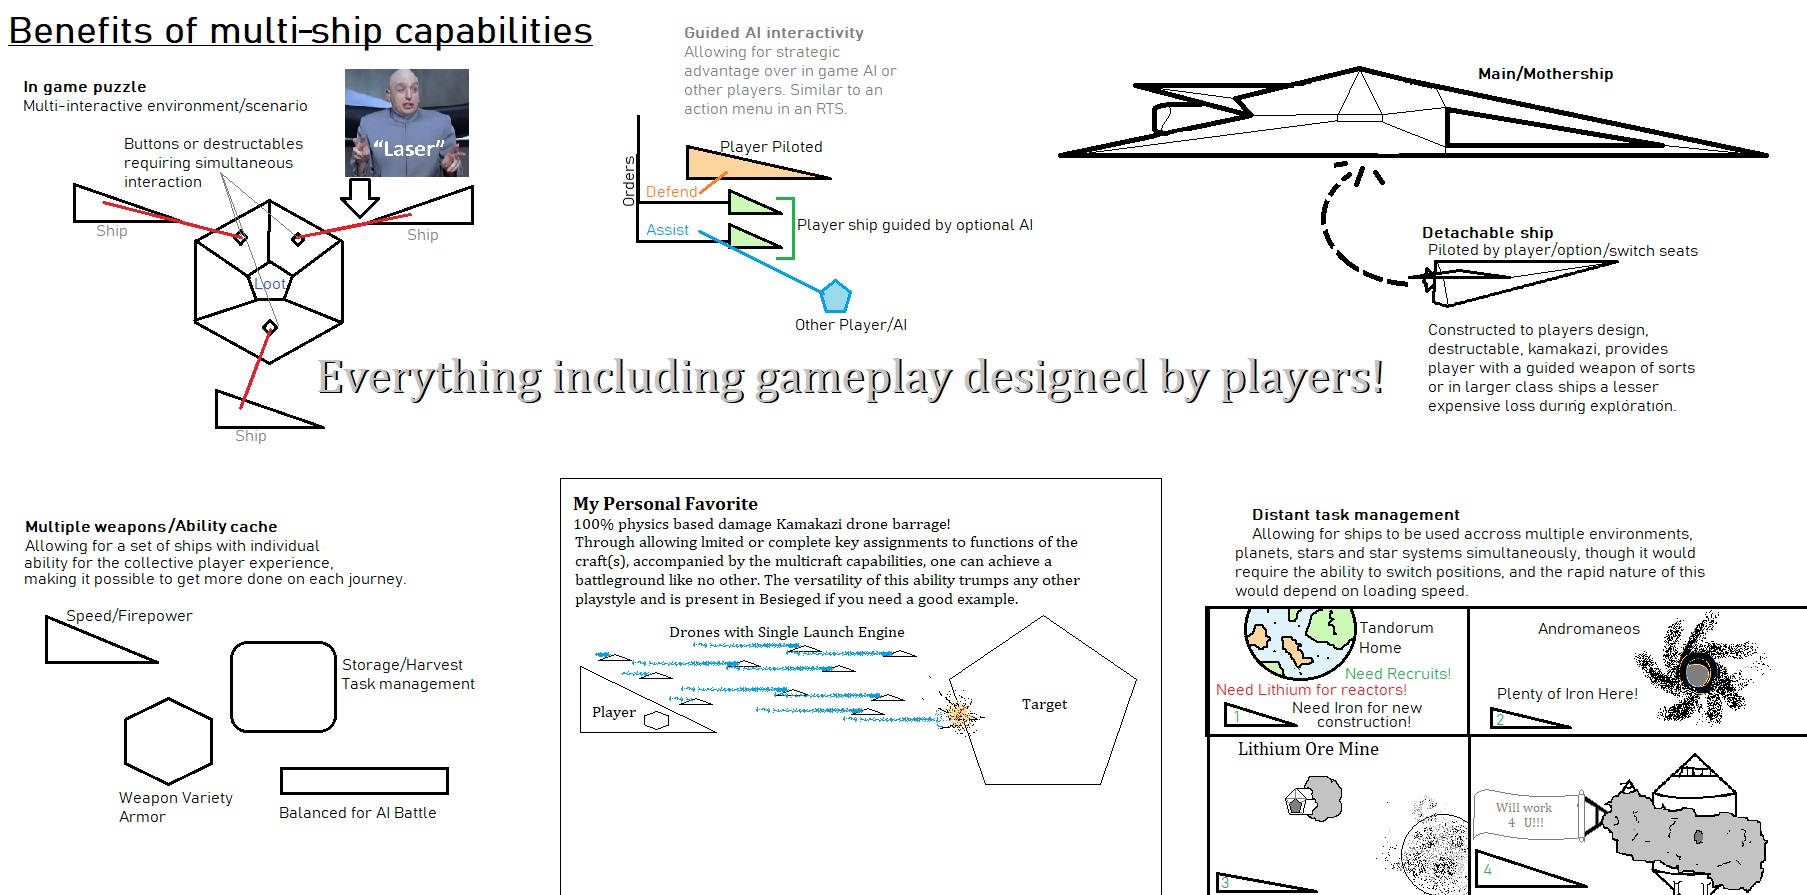 Benefits of multi-ship capabilities
In game puzzle
Multi-interactive environment/scenario
Buttons or destructables
requiring simultaneous
interaction
"Laser"
Ship
Ship
Loot
Ship
Guided AI interactivity
Allowing for strategic
advantage over in game AI or
other players. Similar to an
action menu in an RTS.
Orders
Player Piloted
Defend
Assist
Player ship guided by optional AI
Other Player/AI
Main/Mothership
Detachable ship
Piloted by player/option/switch seats
Constructed to players design,
destructable, kamakazi, provides
player with a guided weapon of sorts
or in larger class ships a lesser
expensive loss during exploration.
Everything including gameplay designed by players!
Multiple weapons/Ability cache
Allowing for a set of ships with individual
ability for the collective player experience,
making it possible to get more done on each journey.
Speed/Firepower
Storage/Harvest
Task management
Weapon Variety
Armor
Balanced for AI Battle
My Personal Favorite
100% physics based damage Kamakazi drone barrage!
Through allowing lmited or complete key assignments to functions of the
craft(s), accompanied by the multicraft capabilities, one can achieve a
battleground like no other. The versatility of this ability trumps any other
playstyle and is present in Besieged if you need a good example.
Drones with Single Launch Engine
Player
Target
Distant task management
Allowing for ships to be used accross multiple environments,
planets, stars and star systems simultaneously, though it would
require the ability to switch positions, and the rapid nature of this
would depend on loading speed.
Tandorum
Home
Need Recruits!
Need Lithium for reactors!
Need Iron for new
construction!
1
Andromaneos
Plenty of Iron Here!
2
Lithium Ore Mine
3
Will work
4 U!!!
4